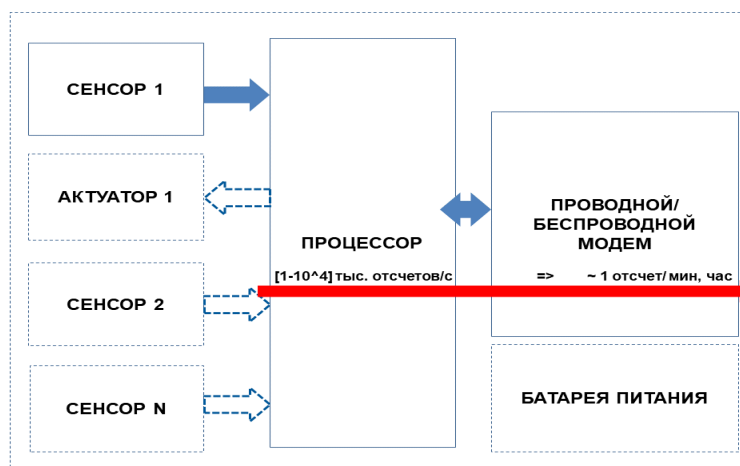 СЕНСОР 1
АКТУАТОР 1
СЕНСОР 2
СЕНСОР N
ПРОЦЕССОР
[1-10^4] тыс. отсчетов/с
ПРОВОДНОЙ/
БЕСПРОВОДНОЙ
МОДЕМ
=> ~ 1 отсчет/ мин, час
БАТАРЕЯ ПИТАНИЯ